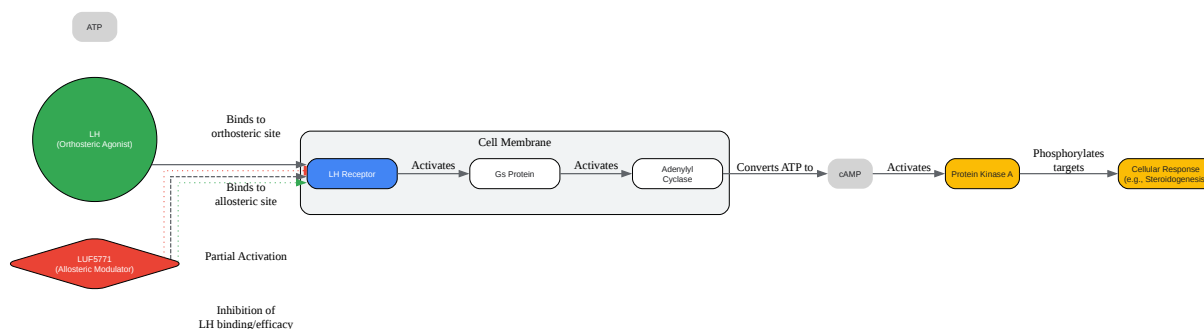 ATP
LH
(Orthosteric Agonist)
Binds to
orthosteric site
Cell Membrane
LH Receptor
Activates
Gs Protein
Activates
Adenylyl
Cyclase
Converts ATP to
cAMP
Activates
Protein Kinase A
Phosphorylates
targets
Cellular Response
(e.g., Steroidogenesis
Binds to
allosteric site
LUF5771
(Allosteric Modulator)
Partial Activation
Inhibition of
LH binding/efficacy